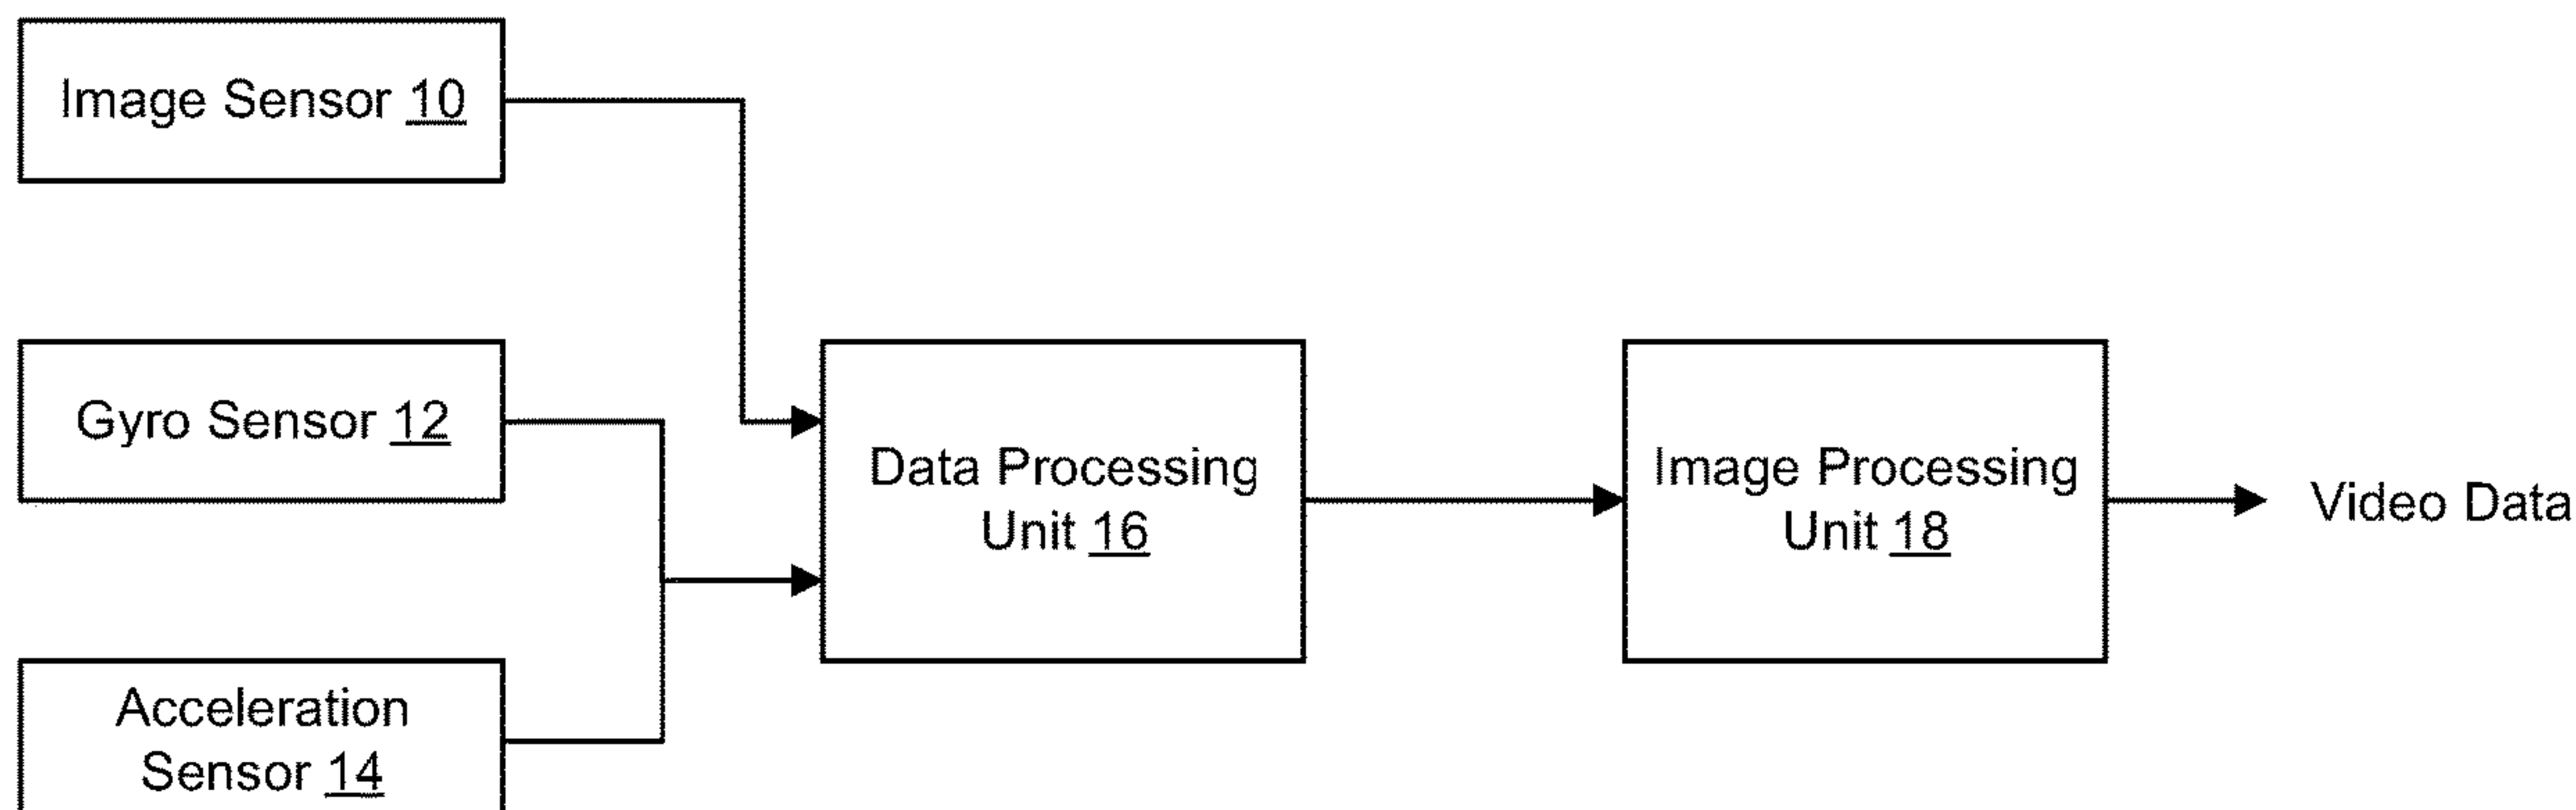 Image Sensor 10
Gyro Sensor 12
Acceleration
Sensor 14
Data Processing
Unit 16
Image Processing
Unit 18
Video Data